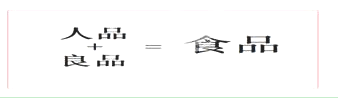 人品
+
良品
= 食品